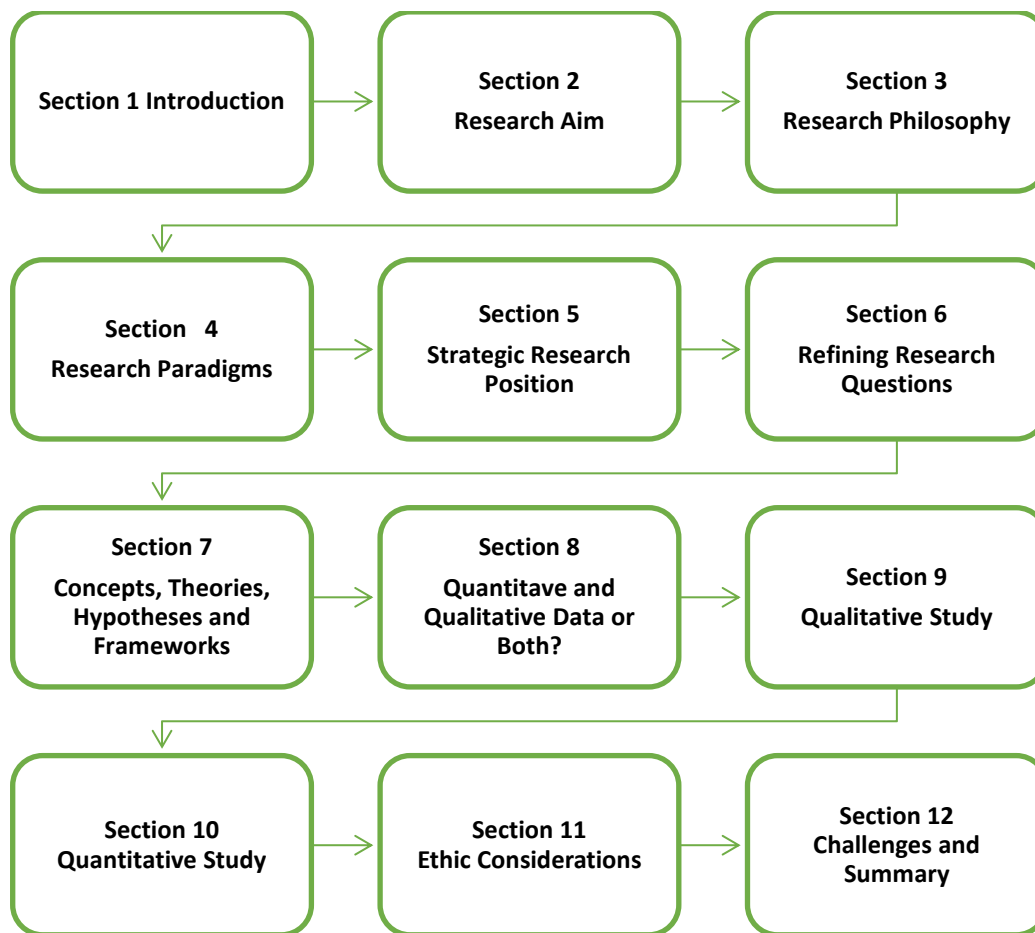 Section 1 Introduction
Section 2
Research Aim
Section 3
Research Philosophy
Section 4
Research Paradigms
Section 5
Strategic Research
Position
Section 6
Refining Research
Questions
Section 7
Concepts, Theories,
Hypotheses and
Frameworks
Section 8
Quantitave and
Qualitative Data or
Both?
Section 9
Qualitative Study
Section 10
Quantitative Study
Section 11
Ethic Considerations
Section 12
Challenges and
Summary